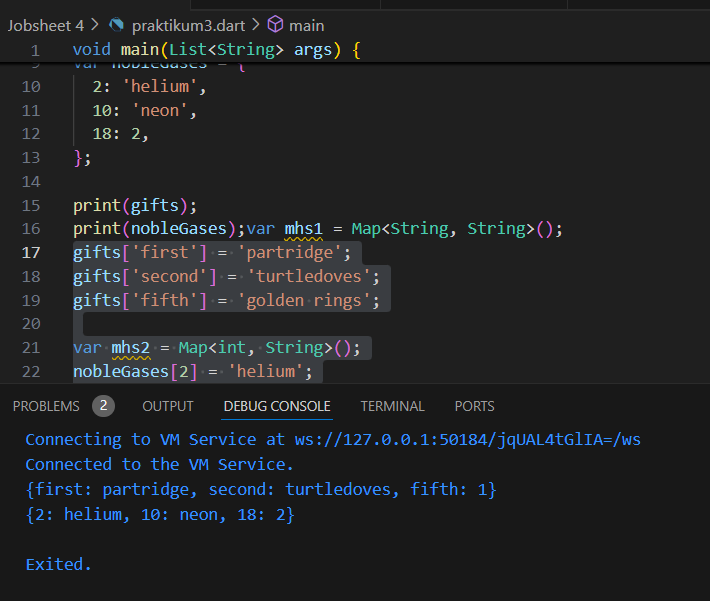 Jobsheet 4 > praktikum3.dart > main
1 void main(List<String> args) {
9 var nobleGases = {
10 2: 'helium',
11 10: 'neon',
12 18: 2,
13 };
14
15 print(gifts);
16 print(nobleGases);var mhs1 = Map<String, String>();
17 gifts['first'] = 'partridge';
18 gifts['second'] = 'turtledoves';
19 gifts['fifth'] = 'golden rings';
20
21 var mhs2 = Map<int, String>();
22 nobleGases[2] = 'helium';
PROBLEMS 2 OUTPUT DEBUG CONSOLE TERMINAL PORTS
Connecting to VM Service at ws://127.0.0.1:50184/jqUAL4tGlIA=/ws
Connected to the VM Service.
{first: partridge, second: turtledoves, fifth: 1}
{2: helium, 10: neon, 18: 2}
Exited.